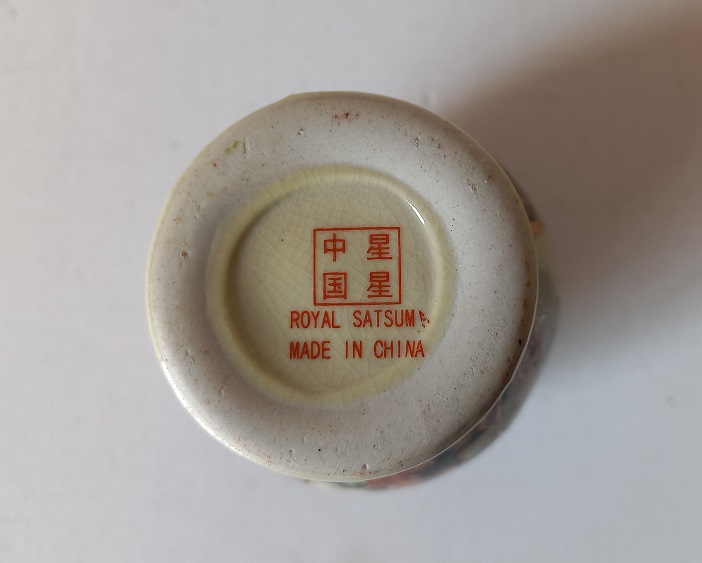 中星
国星
ROYAL SATSUMA
MADE IN CHINA